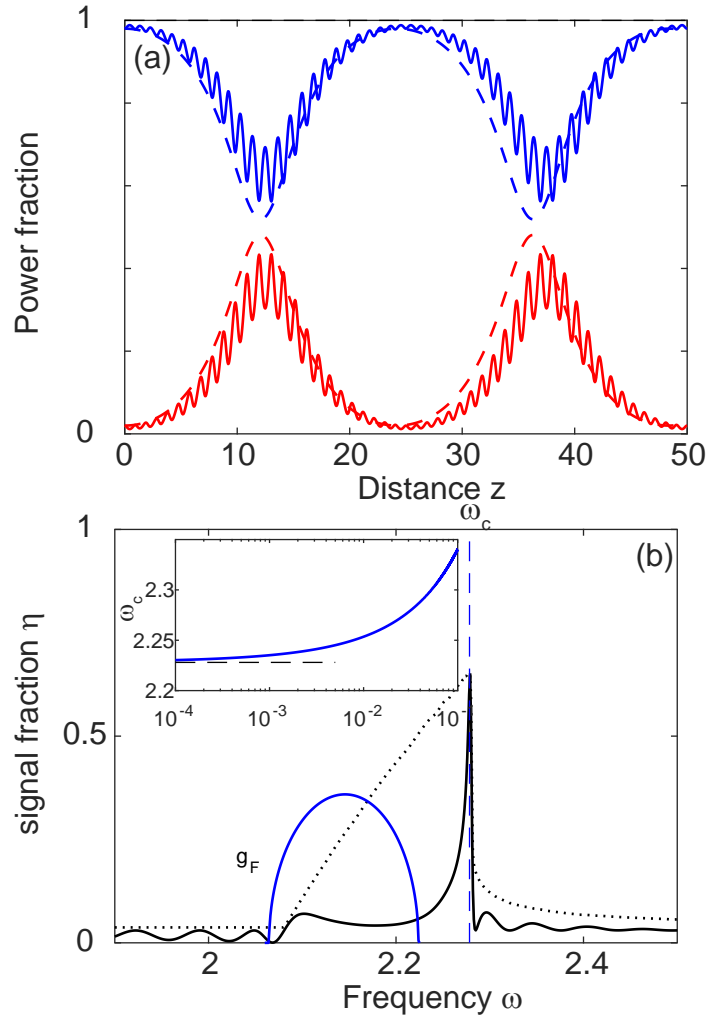 1
(a)
Power fraction
0
0 10 20 30 40 50
Distance z
ω_c
1
(b)
2.3
ω_c
2.25
2.2
10^-4 10^-3 10^-2 10^-
signal fraction η
0.5
g_F
0
2 2.2 2.4
Frequency ω